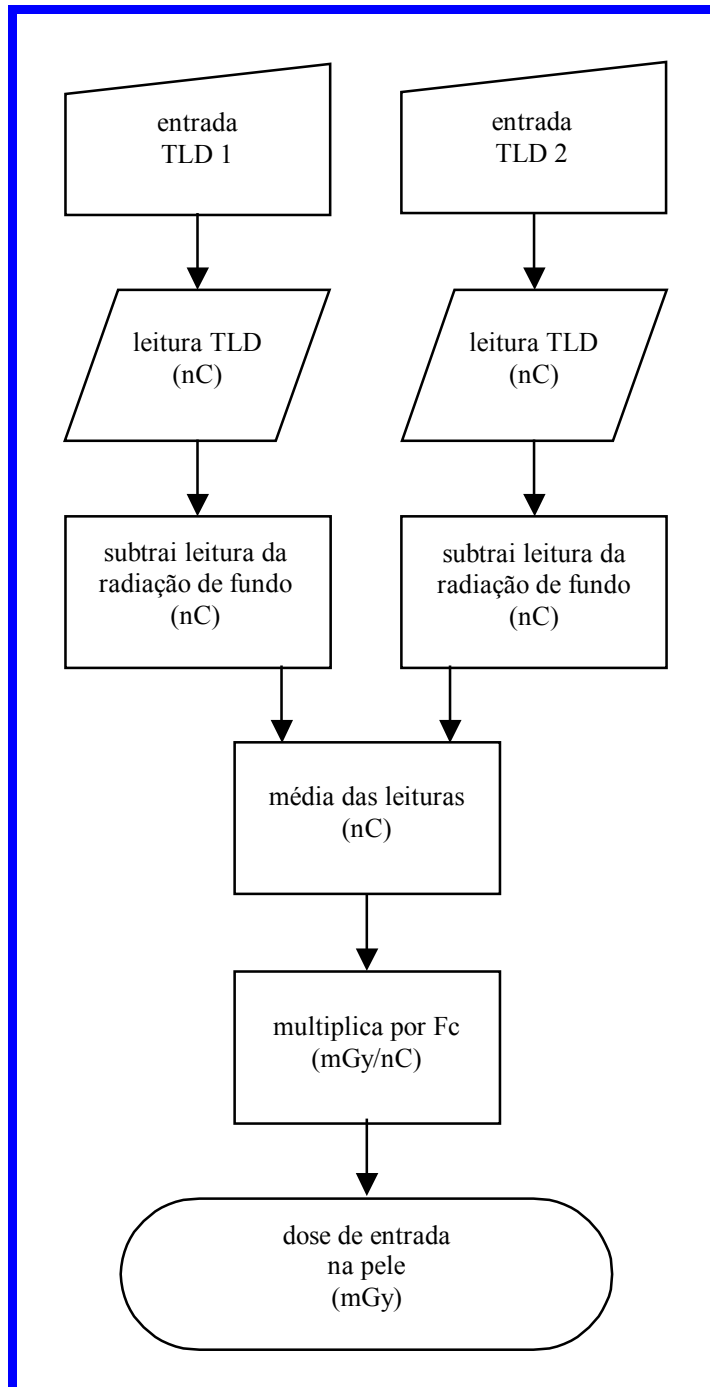 entrada
TLD 1
entrada
TLD 2
leitura TLD
(nC)
leitura TLD
(nC)
subtrai leitura da
radiação de fundo
(nC)
subtrai leitura da
radiação de fundo
(nC)
média das leituras
(nC)
multiplica por Fc
(mGy/nC)
dose de entrada
na pele
(mGy)